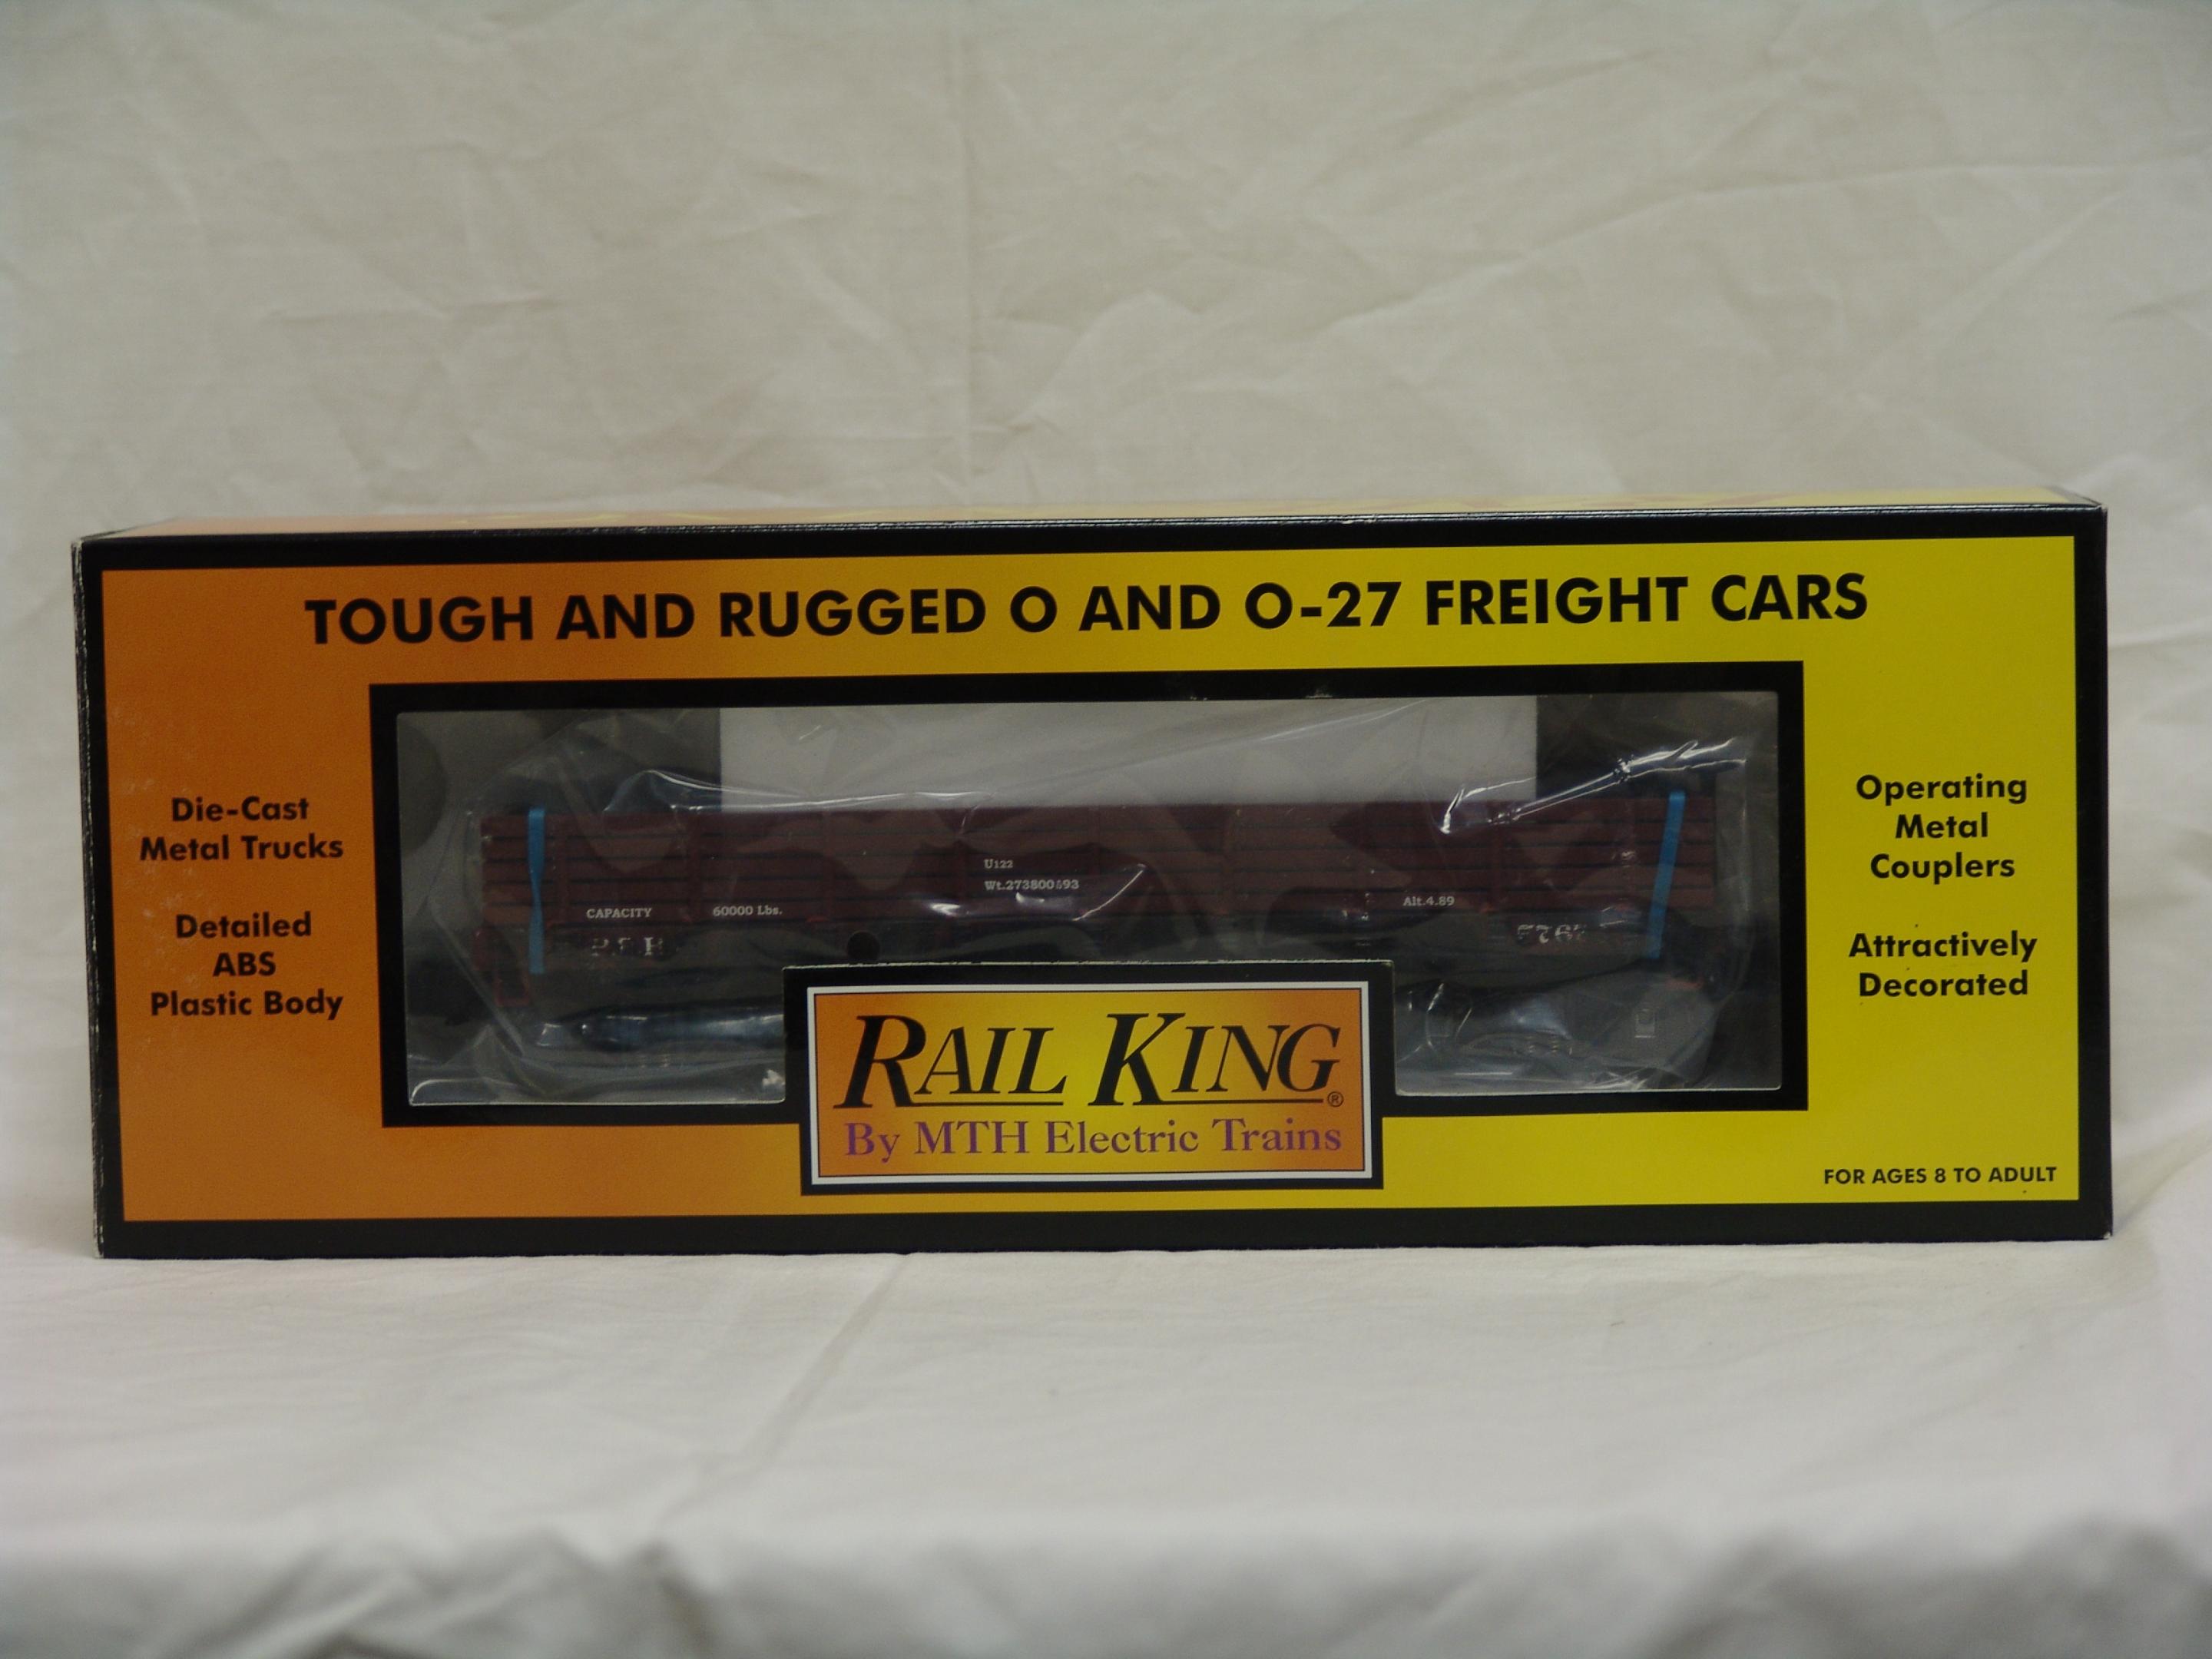 TOUGH AND RUGGED O AND O-27 FREIGHT CARS
Die-Cast
Metal Trucks
Detailed
ABS
Plastic Body
U122
CAPACITY 60000 Lbs.
Alt.4.89
Operating
Metal
Couplers
Attractively
Decorated
RAIL KING®
By MTH Electric Trains
FOR AGES 8 TO ADULT